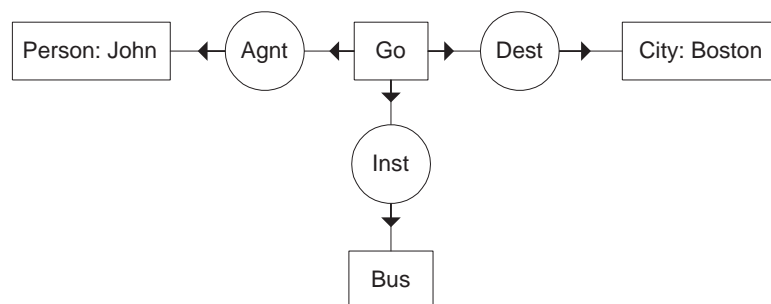 Person: John
Agnt
Go
Dest
City: Boston
Inst
Bus